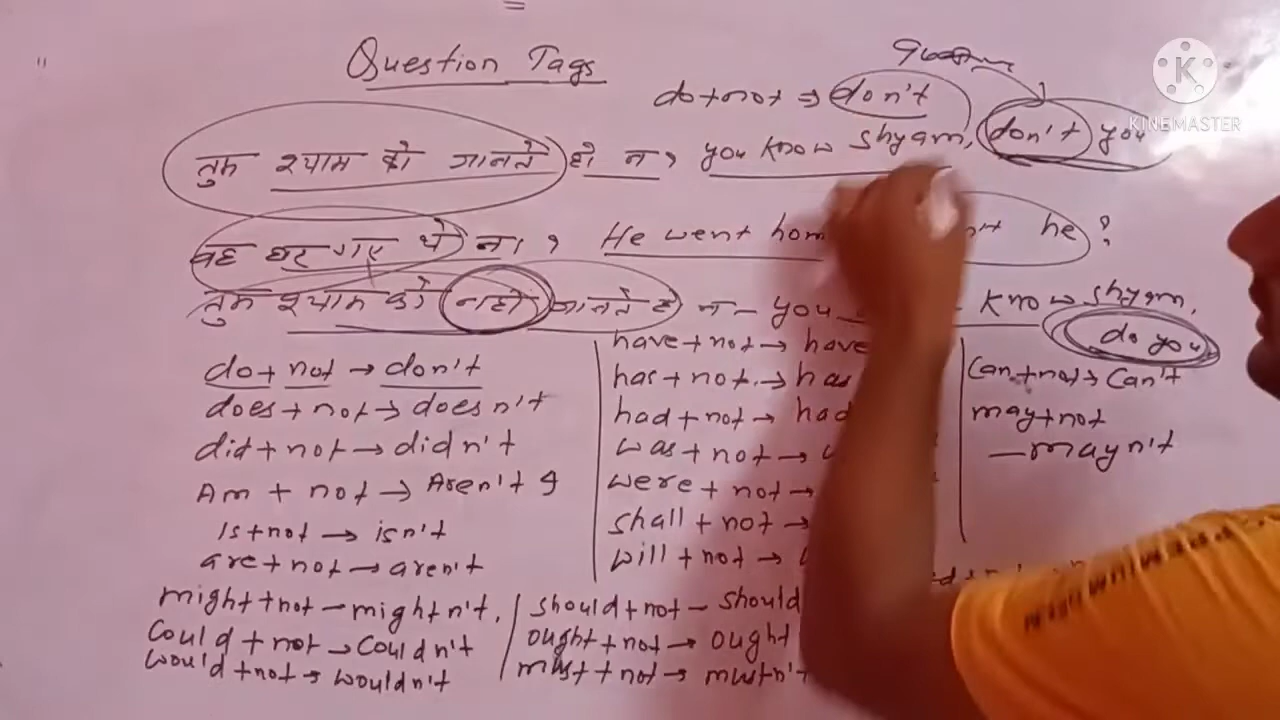 Question Tags
do+not ⇒ don't
K
KINEMASTER
तुम श्याम को जानते हो न, you know shyam, don't you
वह घर गए थे न।, He went hom he?
तुम श्याम को नहीं जानते हो न - you know shyam,
do you
do+not → don't
does+not → doesn't
did+not → didn't
Am + not → Aren't I
Is+not → isn't
are+not → aren't
have+not → have
has+not → has
had+not → had
was+not →
were+not →
shall+not →
will+not →
Can+not → Can't
may+not
— mayn't
might+not — mightn't,
Could+not → Couldn't
would+not → wouldn't
should+not — should
ought+not → ought
must+not → mustn't